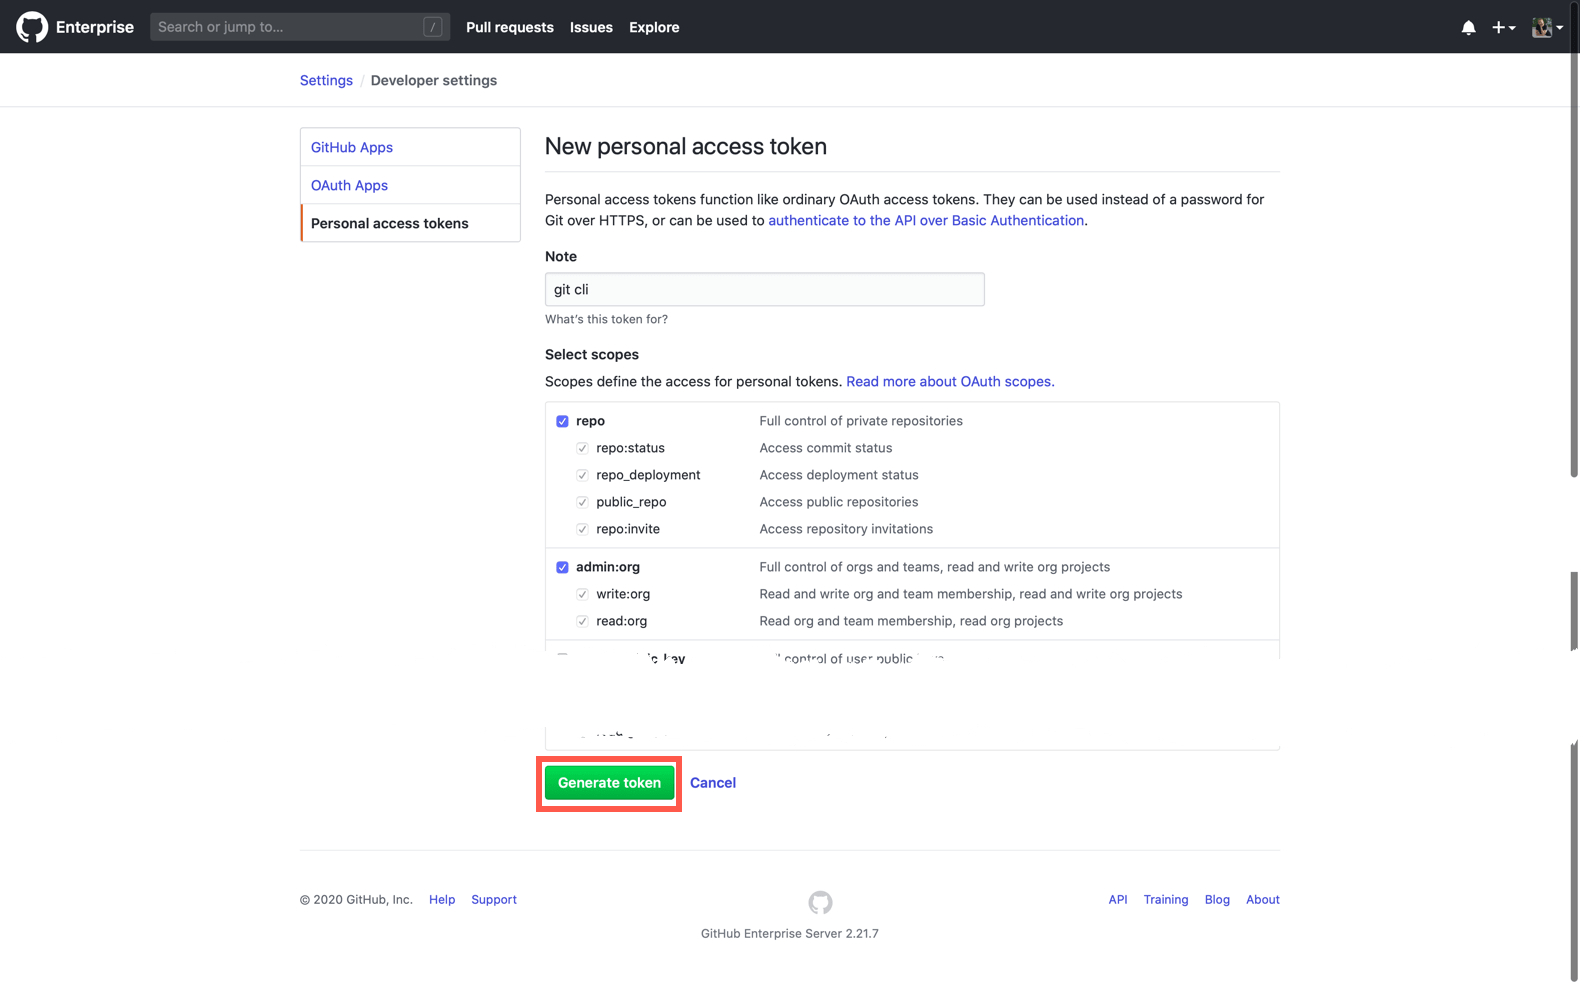 Enterprise
Search or jump to...
/
Pull requests
Issues
Explore
Settings / Developer settings
GitHub Apps
OAuth Apps
Personal access tokens
New personal access token
Personal access tokens function like ordinary OAuth access tokens. They can be used instead of a password for
Git over HTTPS, or can be used to authenticate to the API over Basic Authentication.
Note
git cli
What's this token for?
Select scopes
Scopes define the access for personal tokens. Read more about OAuth scopes.
repo Full control of private repositories
repo:status Access commit status
repo_deployment Access deployment status
public_repo Access public repositories
repo:invite Access repository invitations
admin:org Full control of orgs and teams, read and write org projects
write:org Read and write org and team membership, read and write org projects
read:org Read org and team membership, read org projects
control of user public
Generate token
Cancel
© 2020 GitHub, Inc. Help Support
API Training Blog About
GitHub Enterprise Server 2.21.7